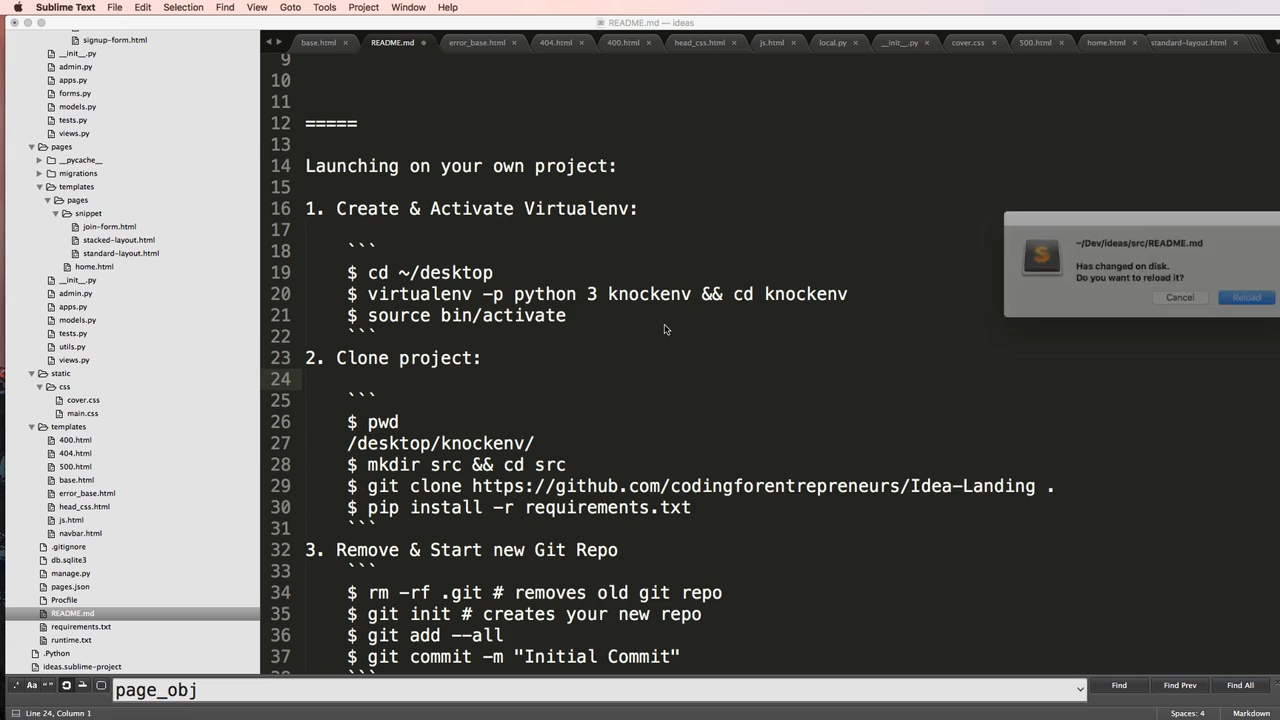 Sublime Text File Edit Selection Find View Goto Tools Project Window Help
README.md — ideas
base.html README.md error_base.html 404.html 400.html head_css.html js.html local.py __init__.py cover.css 500.html home.html standard-layout.html
signup-form.html
__init__.py
admin.py
apps.py
forms.py
models.py
tests.py
views.py
pages
__pycache__
migrations
templates
pages
snippet
join-form.html
stacked-layout.html
standard-layout.html
home.html
__init__.py
admin.py
apps.py
models.py
tests.py
utils.py
views.py
static
css
cover.css
main.css
templates
400.html
404.html
500.html
base.html
error_base.html
head_css.html
js.html
navbar.html
.gitignore
db.sqlite3
manage.py
pages.json
Procfile
README.md
requirements.txt
runtime.txt
.Python
ideas.sublime-project
9
10
11
12 =====
13
14 Launching on your own project:
15
16 1. Create & Activate Virtualenv:
17
18 ```
19 $ cd ~/desktop
20 $ virtualenv -p python 3 knockenv && cd knockenv
21 $ source bin/activate
22 ```
23 2. Clone project:
24
25 ```
26 $ pwd
27 /desktop/knockenv/
28 $ mkdir src && cd src
29 $ git clone https://github.com/codingforentrepreneurs/Idea-Landing .
30 $ pip install -r requirements.txt
31 ```
32 3. Remove & Start new Git Repo
33 ```
34 $ rm -rf .git # removes old git repo
35 $ git init # creates your new repo
36 $ git add --all
37 $ git commit -m "Initial Commit"
38 ```
~/Dev/ideas/src/README.md
Has changed on disk.
Do you want to reload it?
Cancel Reload
.* Aa “” page_obj Find Find Prev Find All
Line 24, Column 1 Spaces: 4 Markdown